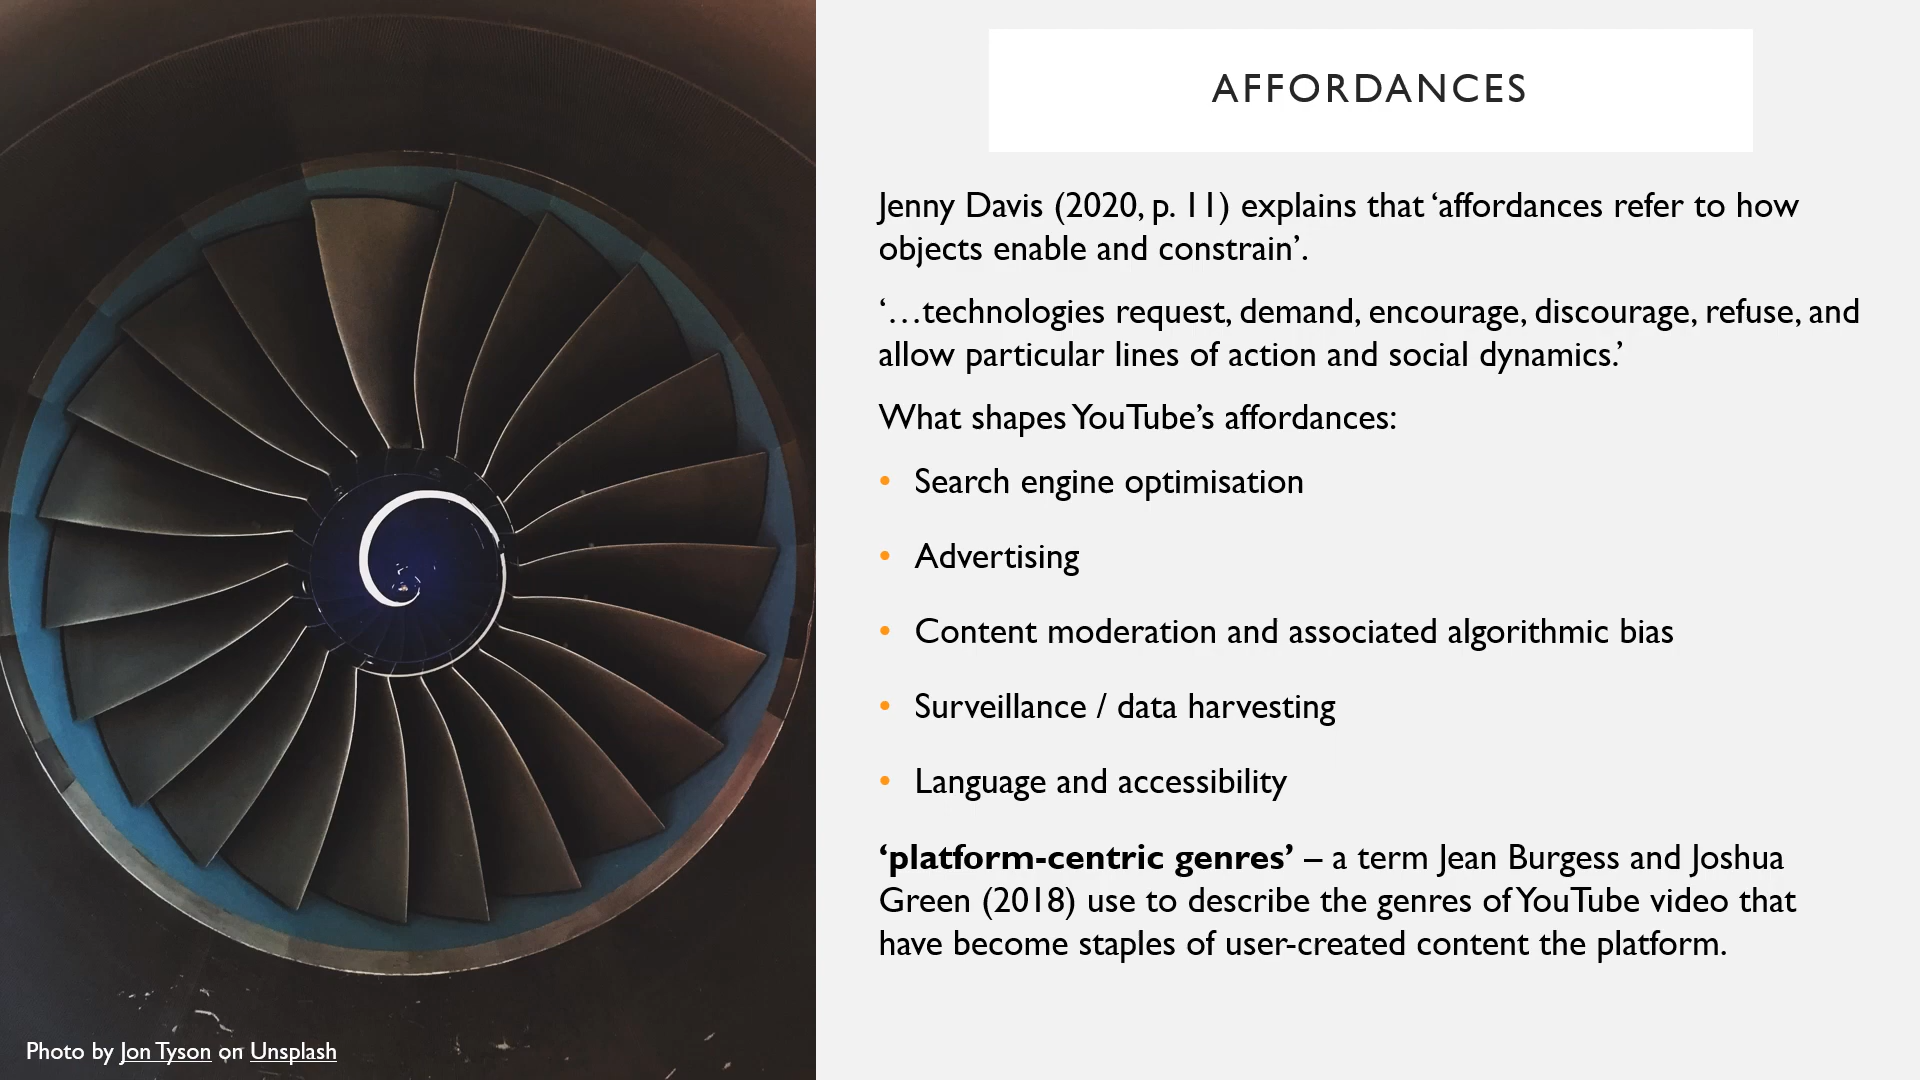 AFFORDANCES
Jenny Davis (2020, p. 11) explains that ‘affordances refer to how
objects enable and constrain’.
‘…technologies request, demand, encourage, discourage, refuse, and
allow particular lines of action and social dynamics.’
What shapes YouTube’s affordances:
• Search engine optimisation
• Advertising
• Content moderation and associated algorithmic bias
• Surveillance / data harvesting
• Language and accessibility
‘platform-centric genres’ – a term Jean Burgess and Joshua
Green (2018) use to describe the genres of YouTube video that
have become staples of user-created content the platform.
Photo by Jon Tyson on Unsplash